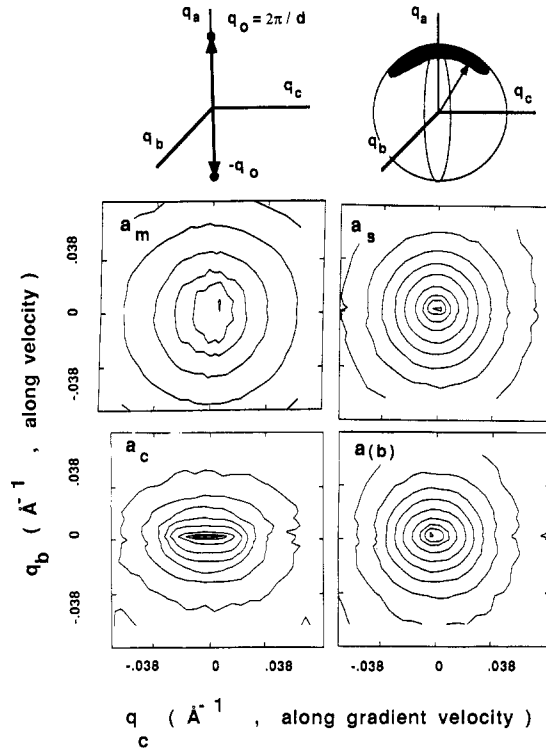 q_a
q_o = 2π / d
q_c
q_b
-q_o
q_a
q_c
q_b
a_m
.038
0
-.038
a_s
a_c
.038
0
-.038
a(b)
-.038 0 .038
-.038 0 .038
q_b ( Å^-1 , along velocity )
q_c ( Å^-1 , along gradient velocity )